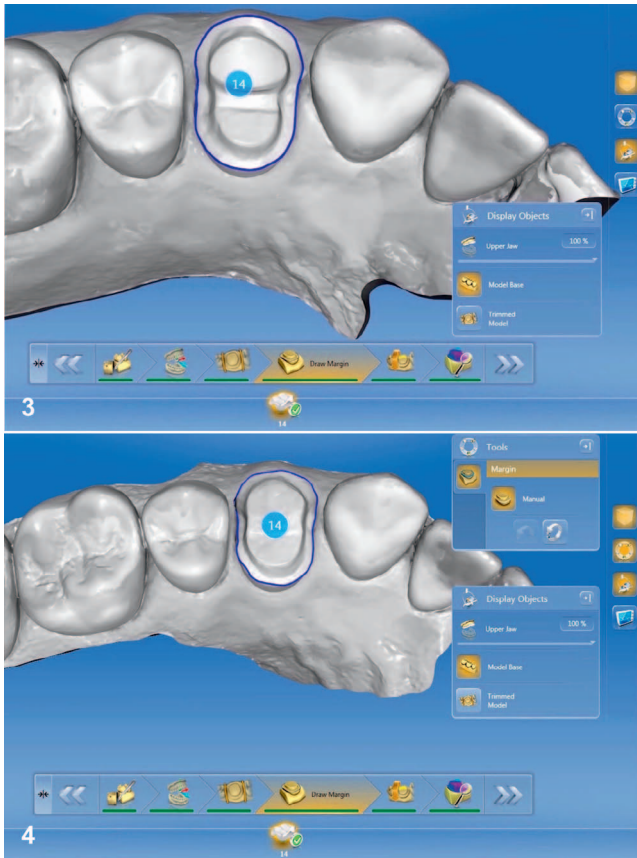 14
Display Objects
Upper Jaw
100 %
Model Base
Trimmed
Model
Draw Margin
3
14
Tools
Margin
Manual
14
Display Objects
Upper Jaw
100 %
Model Base
Trimmed
Model
Draw Margin
4
14